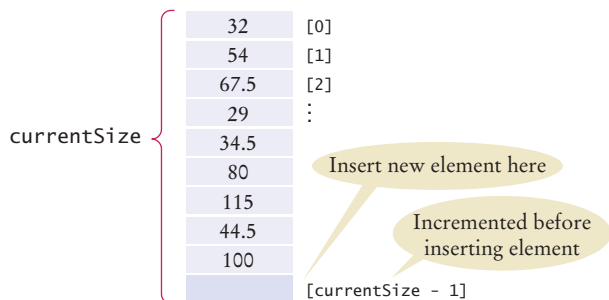 32 [0]
54 [1]
67.5 [2]
29 ⋮
34.5
currentSize
80
Insert new element here
115
44.5
Incremented before
inserting element
100
[currentSize - 1]